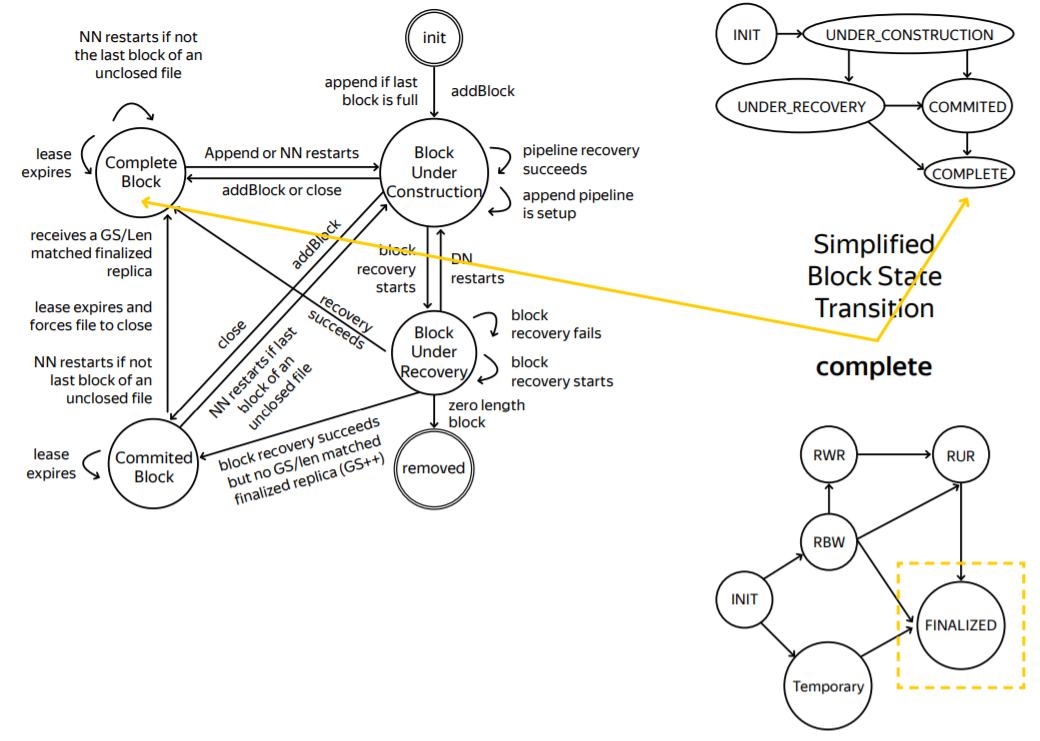 NN restarts if not
the last block of an
unclosed file
init
append if last
block is full
addBlock
lease
expires
Complete
Block
Append or NN restarts
addBlock or close
Block
Under
Construction
pipeline recovery
succeeds
append pipeline
is setup
receives a GS/Len
matched finalized
replica
lease expires and
forces file to close
NN restarts if not
last block of an
unclosed file
addBlock
close
NN restarts if last
block of an
unclosed file
recovery
succeeds
block
recovery
starts
DN
restarts
Block
Under
Recovery
block
recovery fails
block
recovery starts
zero length
block
lease
expires
Commited
Block
block recovery succeeds
but no GS/len matched
finalized replica (GS++)
removed
INIT
UNDER_CONSTRUCTION
UNDER_RECOVERY
COMMITED
COMPLETE
Simplified
Block State
Transition
complete
RWR
RUR
RBW
INIT
FINALIZED
Temporary